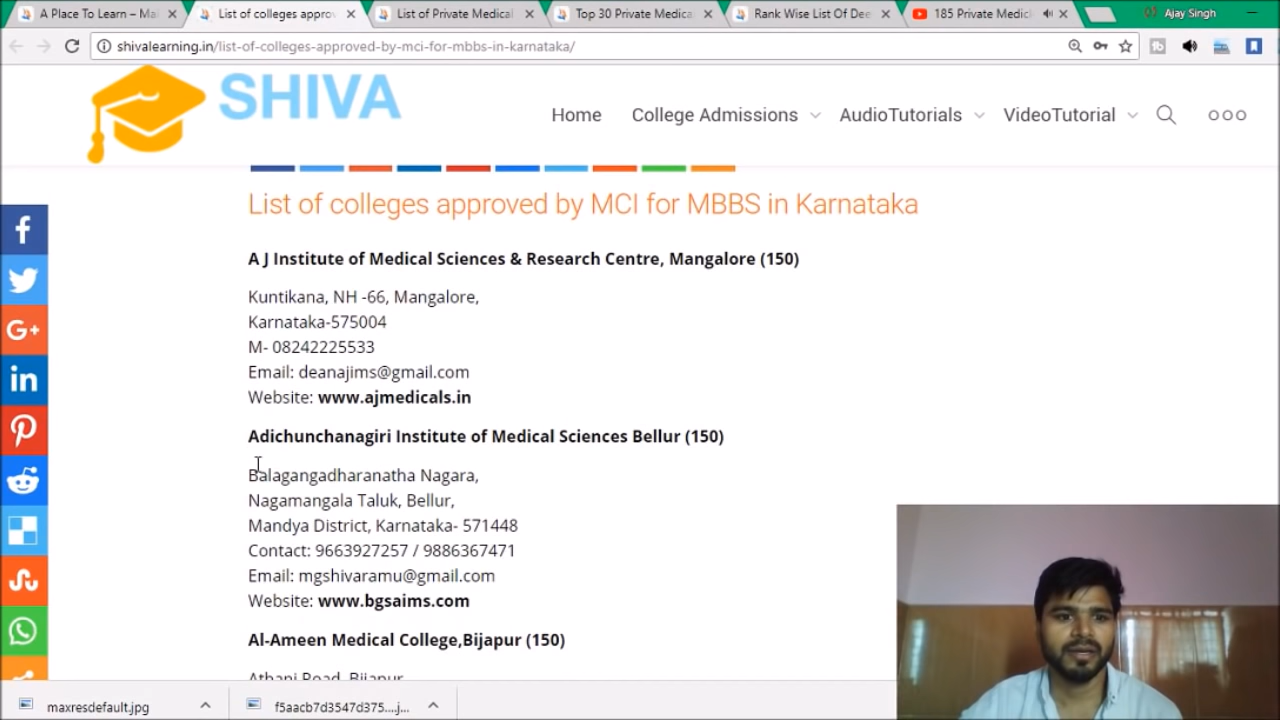 A Place To Learn – Ma
List of colleges approv
List of Private Medical
Top 30 Private Medica
Rank Wise List Of Dee
185 Private Medic
Ajay Singh
shivalearning.in/list-of-colleges-approved-by-mci-for-mbbs-in-karnataka/
SHIVA
Home
College Admissions
AudioTutorials
VideoTutorial
List of colleges approved by MCI for MBBS in Karnataka
A J Institute of Medical Sciences & Research Centre, Mangalore (150)
Kuntikana, NH -66, Mangalore,
Karnataka-575004
M- 08242225533
Email: deanajims@gmail.com
Website: www.ajmedicals.in
Adichunchanagiri Institute of Medical Sciences Bellur (150)
Balagangadharanatha Nagara,
Nagamangala Taluk, Bellur,
Mandya District, Karnataka- 571448
Contact: 9663927257 / 9886367471
Email: mgshivaramu@gmail.com
Website: www.bgsaims.com
Al-Ameen Medical College,Bijapur (150)
Athani Road, Bijapur
maxresdefault.jpg
f5aacb7d3547d375....j...